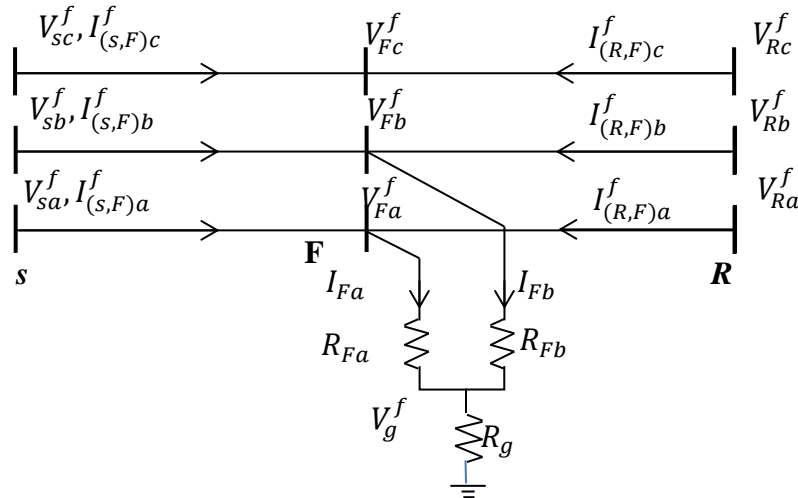 V_{sc}^f, I_{(s,F)c}^f V_{Fc}^f I_{(R,F)c}^f V_{Rc}^f
V_{sb}^f, I_{(s,F)b}^f V_{Fb}^f I_{(R,F)b}^f V_{Rb}^f
V_{sa}^f, I_{(s,F)a}^f V_{Fa}^f I_{(R,F)a}^f V_{Ra}^f
s F R
I_{Fa} I_{Fb}
R_{Fa} R_{Fb}
V_g^f R_g